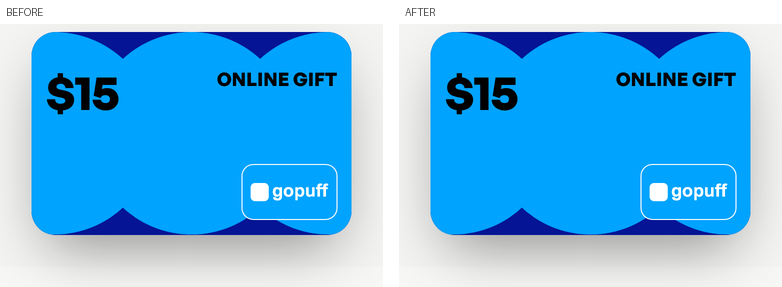 BEFORE
AFTER
$15
ONLINE GIFT
gopuff
$15
ONLINE GIFT
gopuff